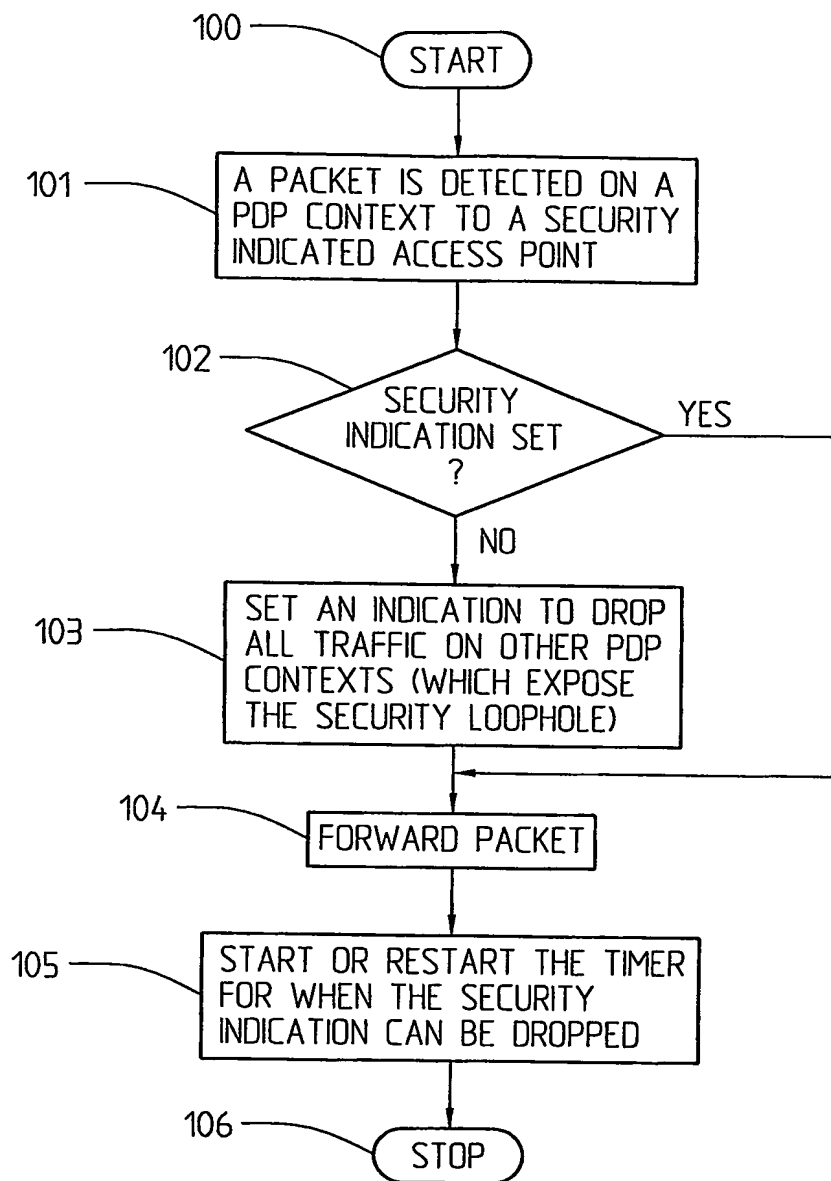 100
START
101
A PACKET IS DETECTED ON A
PDP CONTEXT TO A SECURITY
INDICATED ACCESS POINT
102
SECURITY
INDICATION SET
?
YES
NO
103
SET AN INDICATION TO DROP
ALL TRAFFIC ON OTHER PDP
CONTEXTS (WHICH EXPOSE
THE SECURITY LOOPHOLE)
104
FORWARD PACKET
105
START OR RESTART THE TIMER
FOR WHEN THE SECURITY
INDICATION CAN BE DROPPED
106
STOP